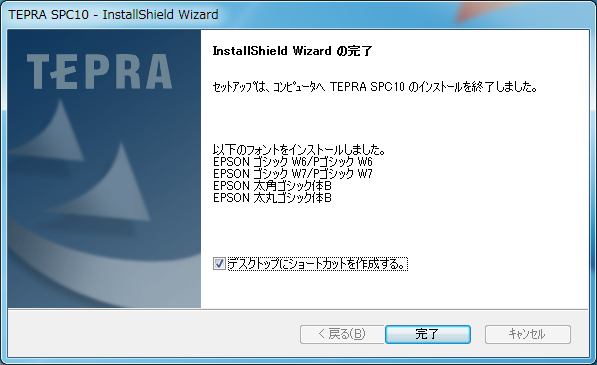 TEPRA SPC10 - InstallShield Wizard
TEPRA
InstallShield Wizard の完了
セットアップは、コンピュータへ TEPRA SPC10 のインストールを終了しました。
以下のフォントをインストールしました。
EPSON ゴシック W6/Pゴシック W6
EPSON ゴシック W7/Pゴシック W7
EPSON 太角ゴシック体B
EPSON 太丸ゴシック体B
デスクトップにショートカットを作成する。
< 戻る(B)
完了
キャンセル